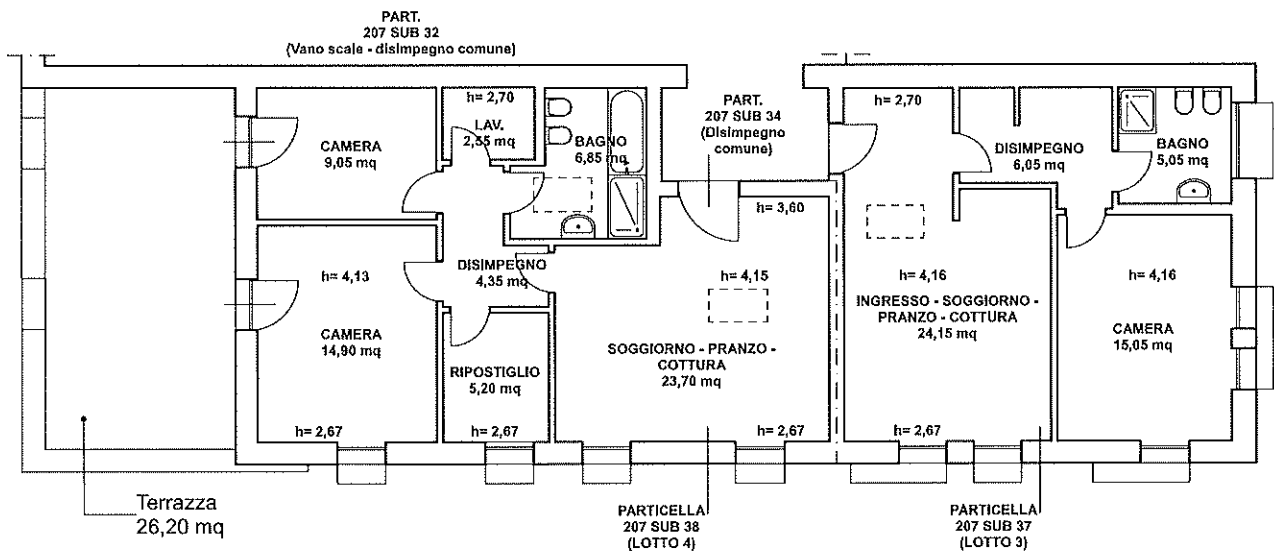 PART.
207 SUB 32
(Vano scale - disimpegno comune)
h= 2,70
LAV.
2,55 mq
CAMERA
9,05 mq
BAGNO
6,85 mq
PART.
207 SUB 34
(Disimpegno
comune)
h= 2,70
DISIMPEGNO
6,05 mq
BAGNO
5,05 mq
h= 3,60
h= 4,13
DISIMPEGNO
4,35 mq
h= 4,15
h= 4,16
h= 4,16
CAMERA
14,90 mq
RIPOSTIGLIO
5,20 mq
SOGGIORNO - PRANZO -
COTTURA
23,70 mq
INGRESSO - SOGGIORNO -
PRANZO - COTTURA
24,15 mq
CAMERA
15,05 mq
h= 2,67
h= 2,67
h= 2,67
h= 2,67
Terrazza
26,20 mq
PARTICELLA
207 SUB 38
(LOTTO 4)
PARTICELLA
207 SUB 37
(LOTTO 3)